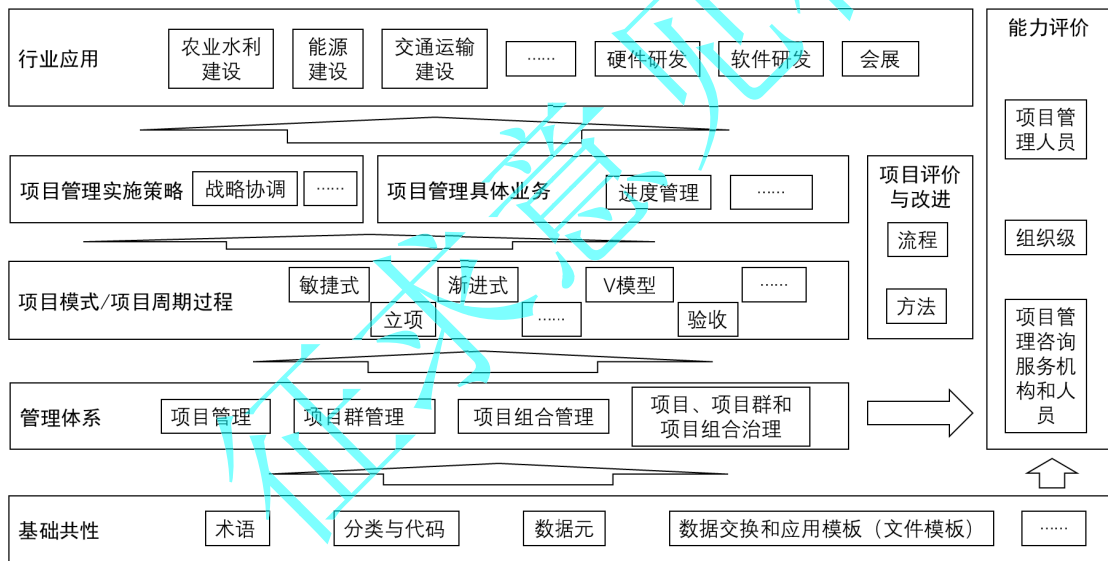 行业应用
农业水利
建设
能源
建设
交通运输
建设
……
硬件研发
软件研发
会展
能力评价
项目管
理人员
组织级
项目管
理咨询
服务机
构和人
员
项目管理实施策略
战略协调
……
项目管理具体业务
进度管理
……
项目评价
与改进
流程
方法
项目模式/项目周期过程
敏捷式
渐进式
V模型
……
立项
……
验收
管理体系
项目管理
项目群管理
项目组合管理
项目、项目群和
项目组合治理
基础共性
术语
分类与代码
数据元
数据交换和应用模板（文件模板）
……
征求意见